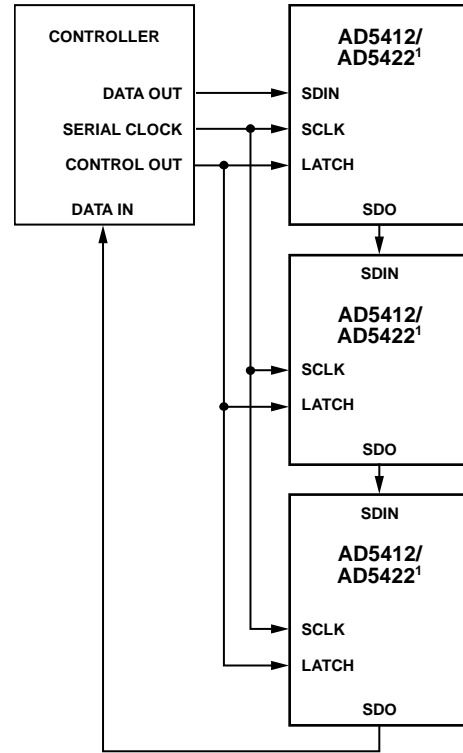 CONTROLLER
DATA OUT
SERIAL CLOCK
CONTROL OUT
DATA IN
AD5412/
AD5422¹
SDIN
SCLK
LATCH
SDO
SDIN
AD5412/
AD5422¹
SCLK
LATCH
SDO
SDIN
AD5412/
AD5422¹
SCLK
LATCH
SDO